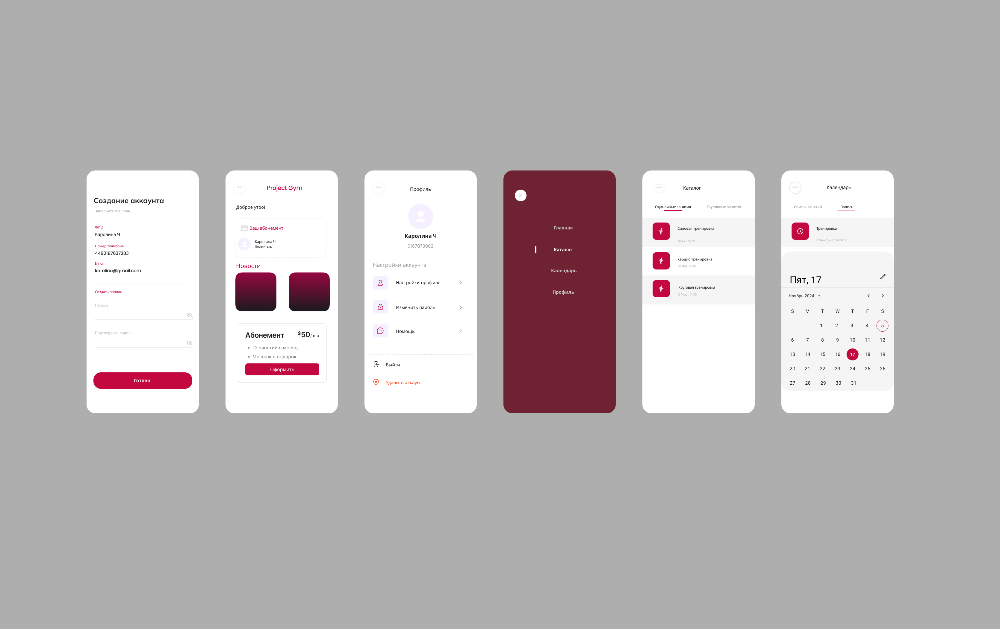 Создание аккаунта
Заполните все поля
ФИО
Каролина Ч
Номер телефона
4490187637283
Email
karolina@gmail.com
Создать пароль
Пароль
Подтвердите пароль
Готово
Project Gym
Доброе утро!
Ваш абонемент
Каролина Ч
Посетитель
Новости
Абонемент $50/ mo
• 12 занятий в месяц
• Массаж в подарок
Оформить
Профиль
Каролина Ч
0167873902
Настройки аккаунта
Настройки профиля
Изменить пароль
Помощь
Выйти
Удалить аккаунт
Главная
Каталог
Календарь
Профиль
Каталог
Одиночные занятия Групповые занятия
Силовая тренировка
28 Авг, 14.39
Кардио тренировка
28 Ноя, 14.39
Круговая тренировка
12 Март, 14.39
Календарь
Список занятий Запись
Тренировка
10 Ноября 2024, 16:00
Пят, 17
Ноябрь 2024
S M T W T F S
1 2 3 4 5
6 7 8 9 10 11 12
13 14 15 16 17 18 19
20 21 22 23 24 25 26
27 28 29 30 31